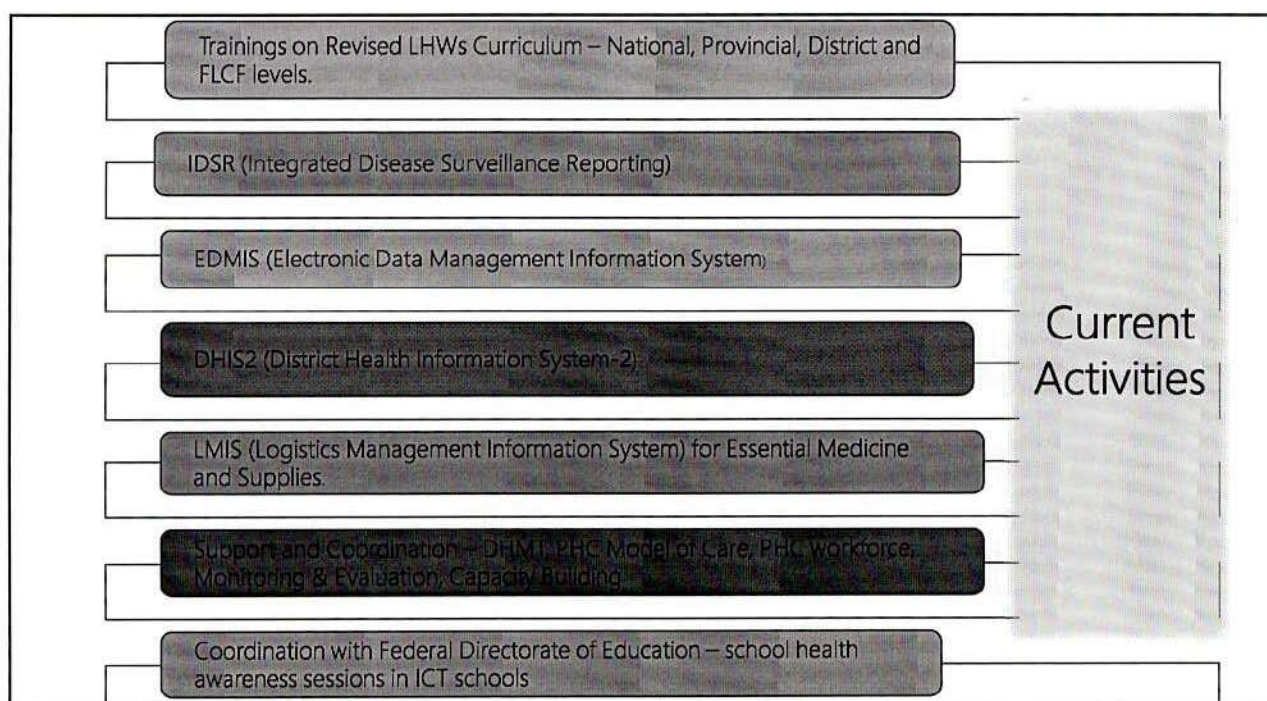 Trainings on Revised LHWs Curriculum – National, Provincial, District and
FLCF levels.
IDSR (Integrated Disease Surveillance Reporting)
EDMIS (Electronic Data Management Information System)
DHIS2 (District Health Information System-2)
LMIS (Logistics Management Information System) for Essential Medicine
and Supplies.
Support and Coordination – DHMT, PHC Model of Care, PHC workforce,
Monitoring & Evaluation, Capacity Building
Coordination with Federal Directorate of Education – school health
awareness sessions in ICT schools
Current
Activities